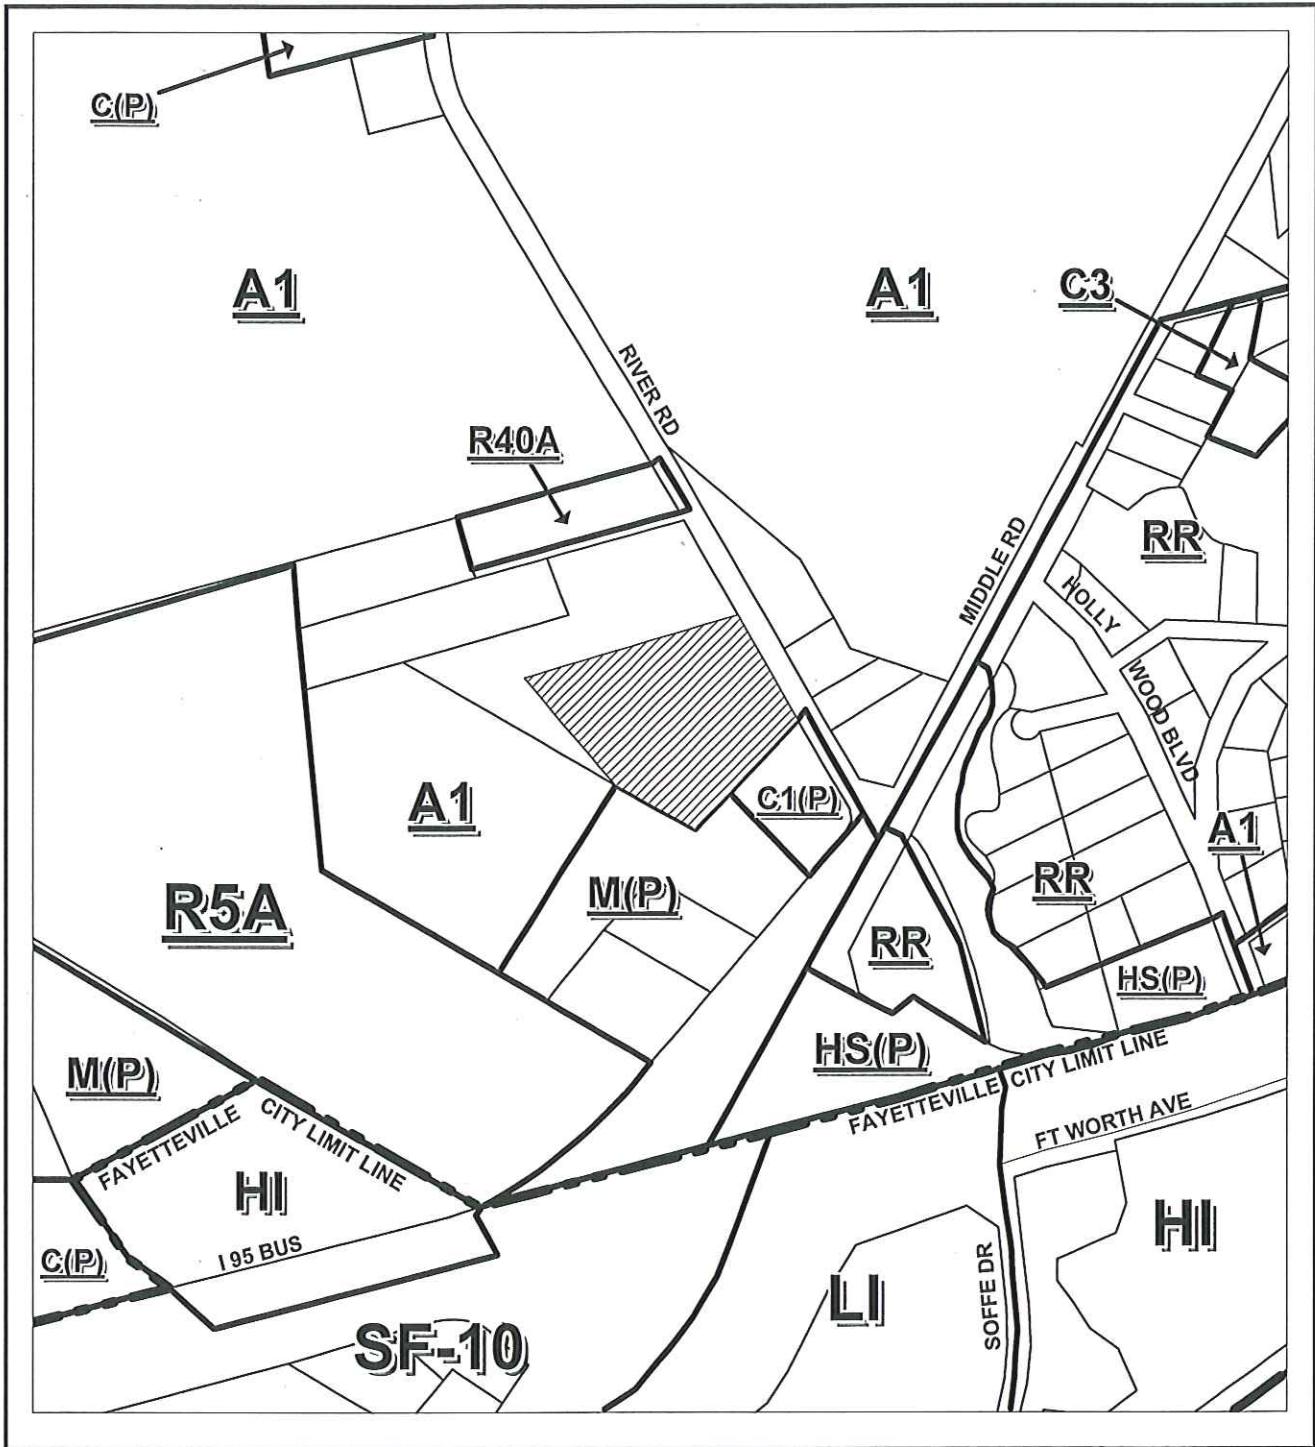 C(P)
A1
A1
C3
RIVER RD
R40A
MIDDLE RD
RR
HOLLY
WOOD BLVD
A1
C1(P)
A1
R5A
M(P)
RR
RR
HS(P)
HS(P)
M(P)
FAYETTEVILLE CITY LIMIT LINE
FT WORTH AVE
FAYETTEVILLE CITY LIMIT LINE
HI
HI
C(P)
I 95 BUS
LI
SOFFE DR
SF-10